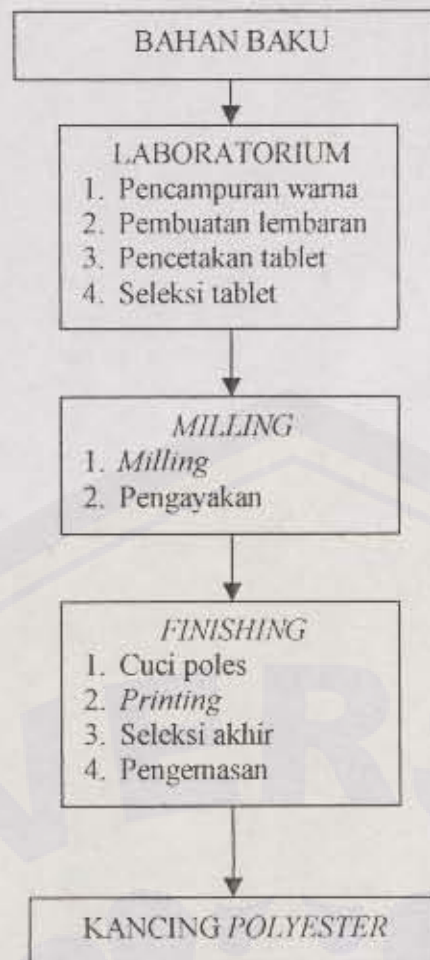 BAHAN BAKU
LABORATORIUM
1. Pencampuran warna
2. Pembuatan lembaran
3. Pencetakan tablet
4. Seleksi tablet
MILLING
1. Milling
2. Pengayakan
FINISHING
1. Cuci poles
2. Printing
3. Seleksi akhir
4. Pengemasan
KANCING POLYESTER